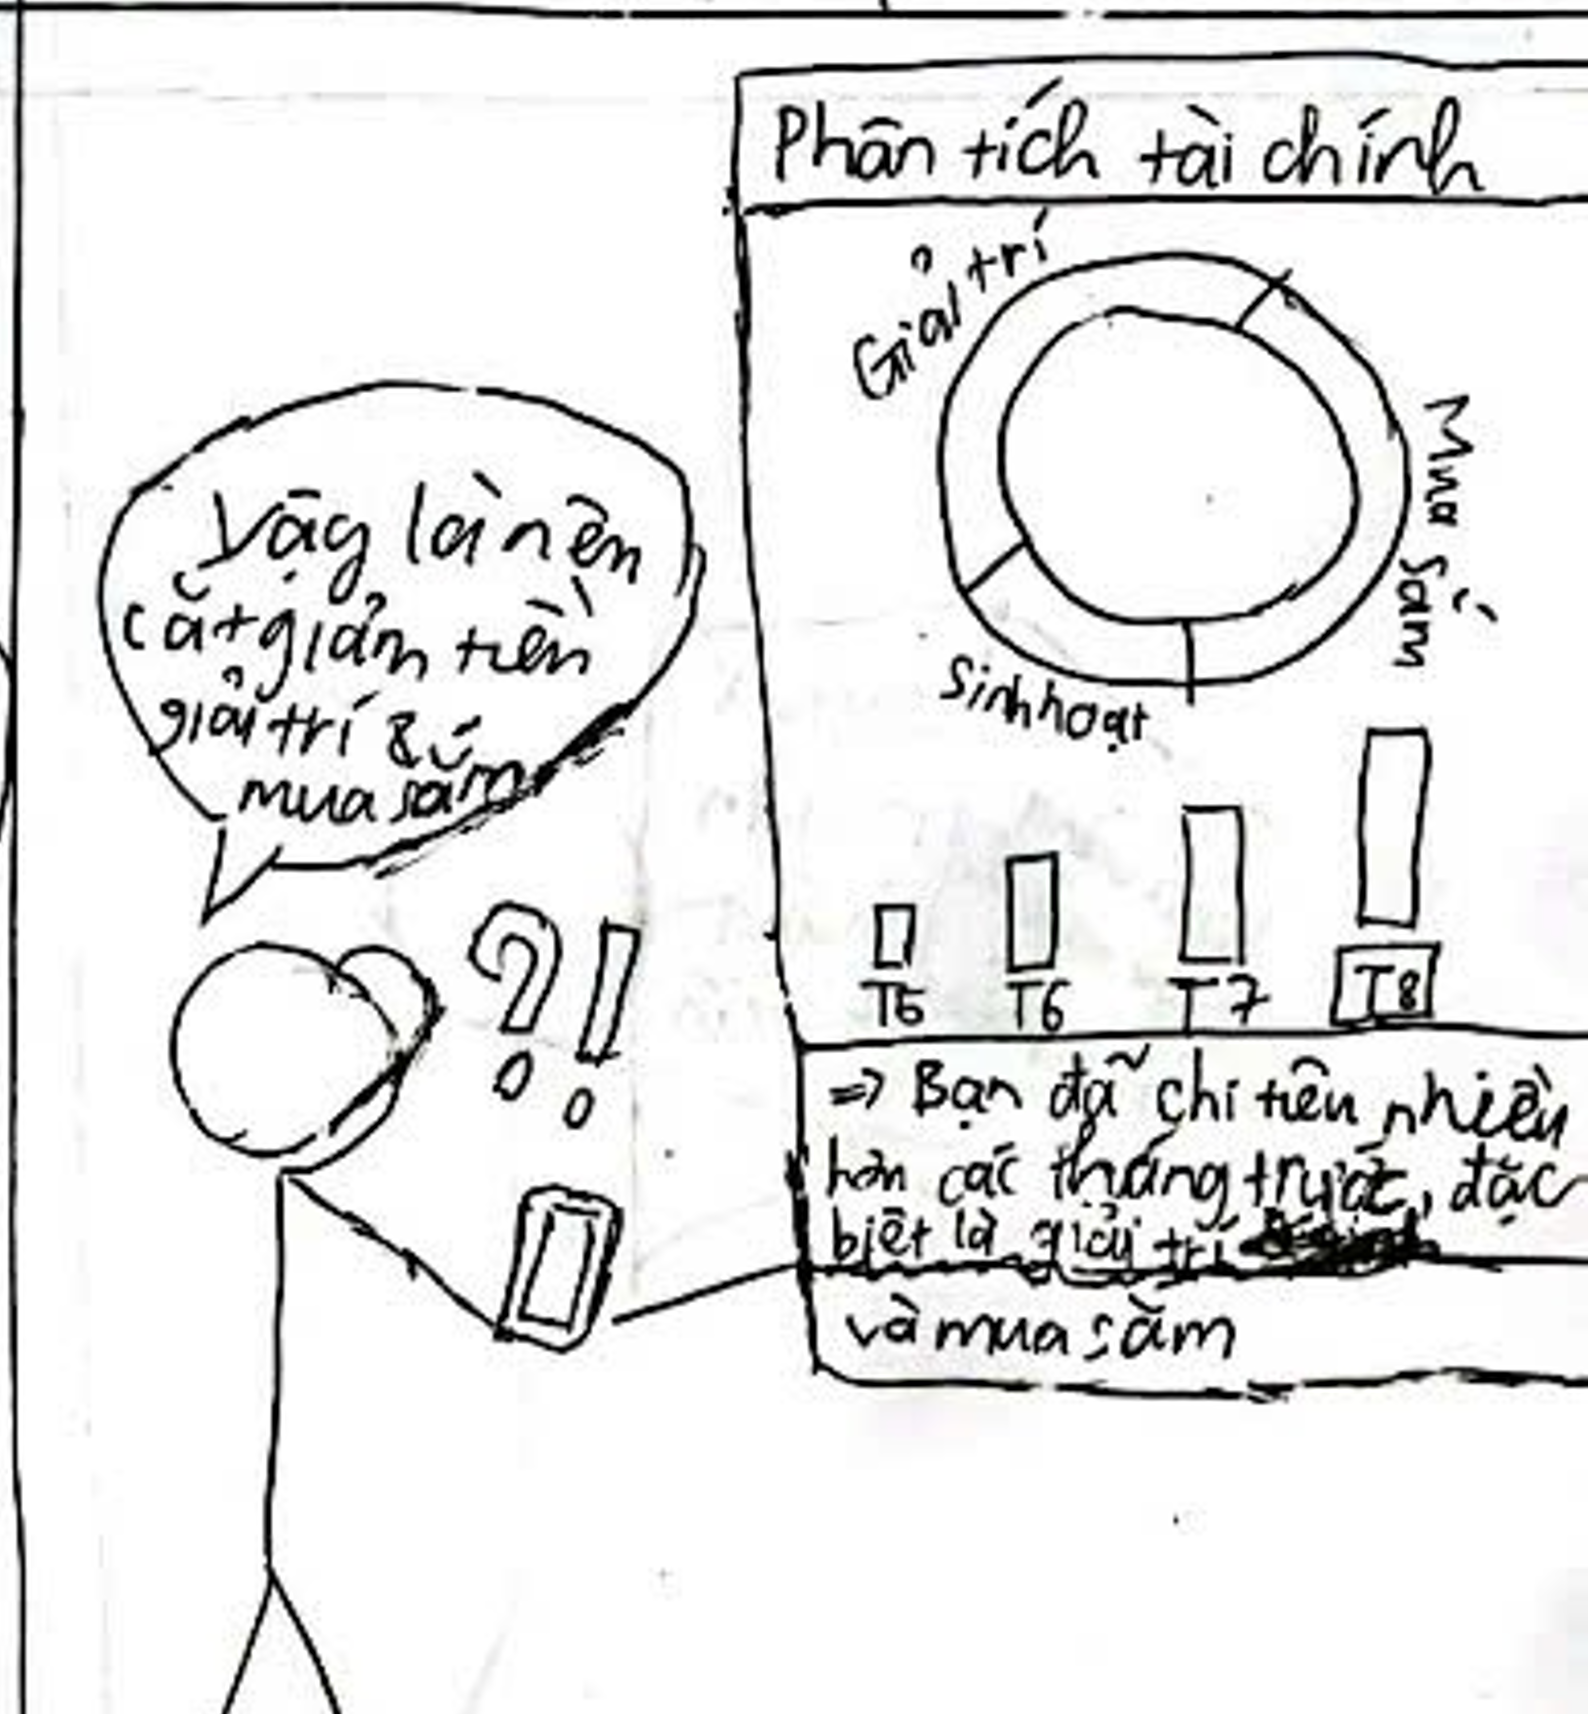 Phân tích tài chính
Giải trí
Mua sắm
Sinh hoạt
Vậy là nên
cắt giảm tiền
giải trí &
mua sắm
?!
T5 T6 T7 T8
=> Bạn đã chi tiêu nhiều
hơn các tháng trước, đặc
biệt là giải trí
và mua sắm